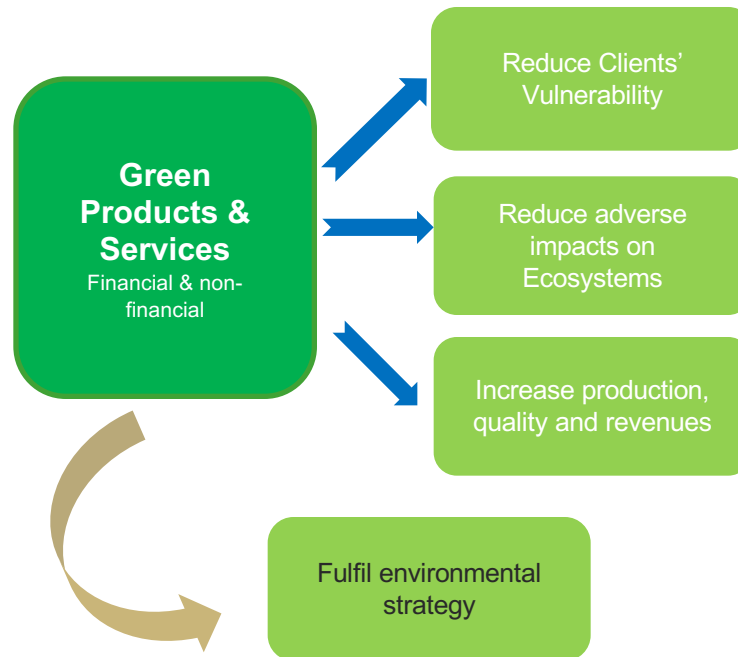 Green
Products &
Services
Financial & non-
financial
Reduce Clients’
Vulnerability
Reduce adverse
impacts on
Ecosystems
Increase production,
quality and revenues
Fulfil environmental
strategy